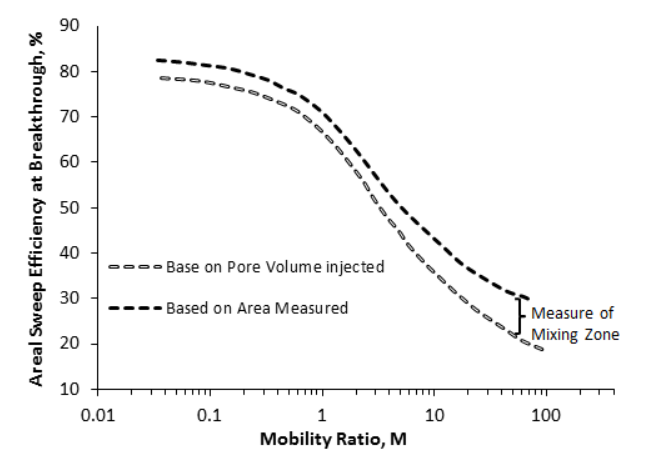 Areal Sweep Efficiency at Breakthrough, %
90
80
70
60
50
40
30
20
10
Base on Pore Volume injected
Based on Area Measured
Measure of
Mixing Zone
0.01 0.1 1 10 100
Mobility Ratio, M